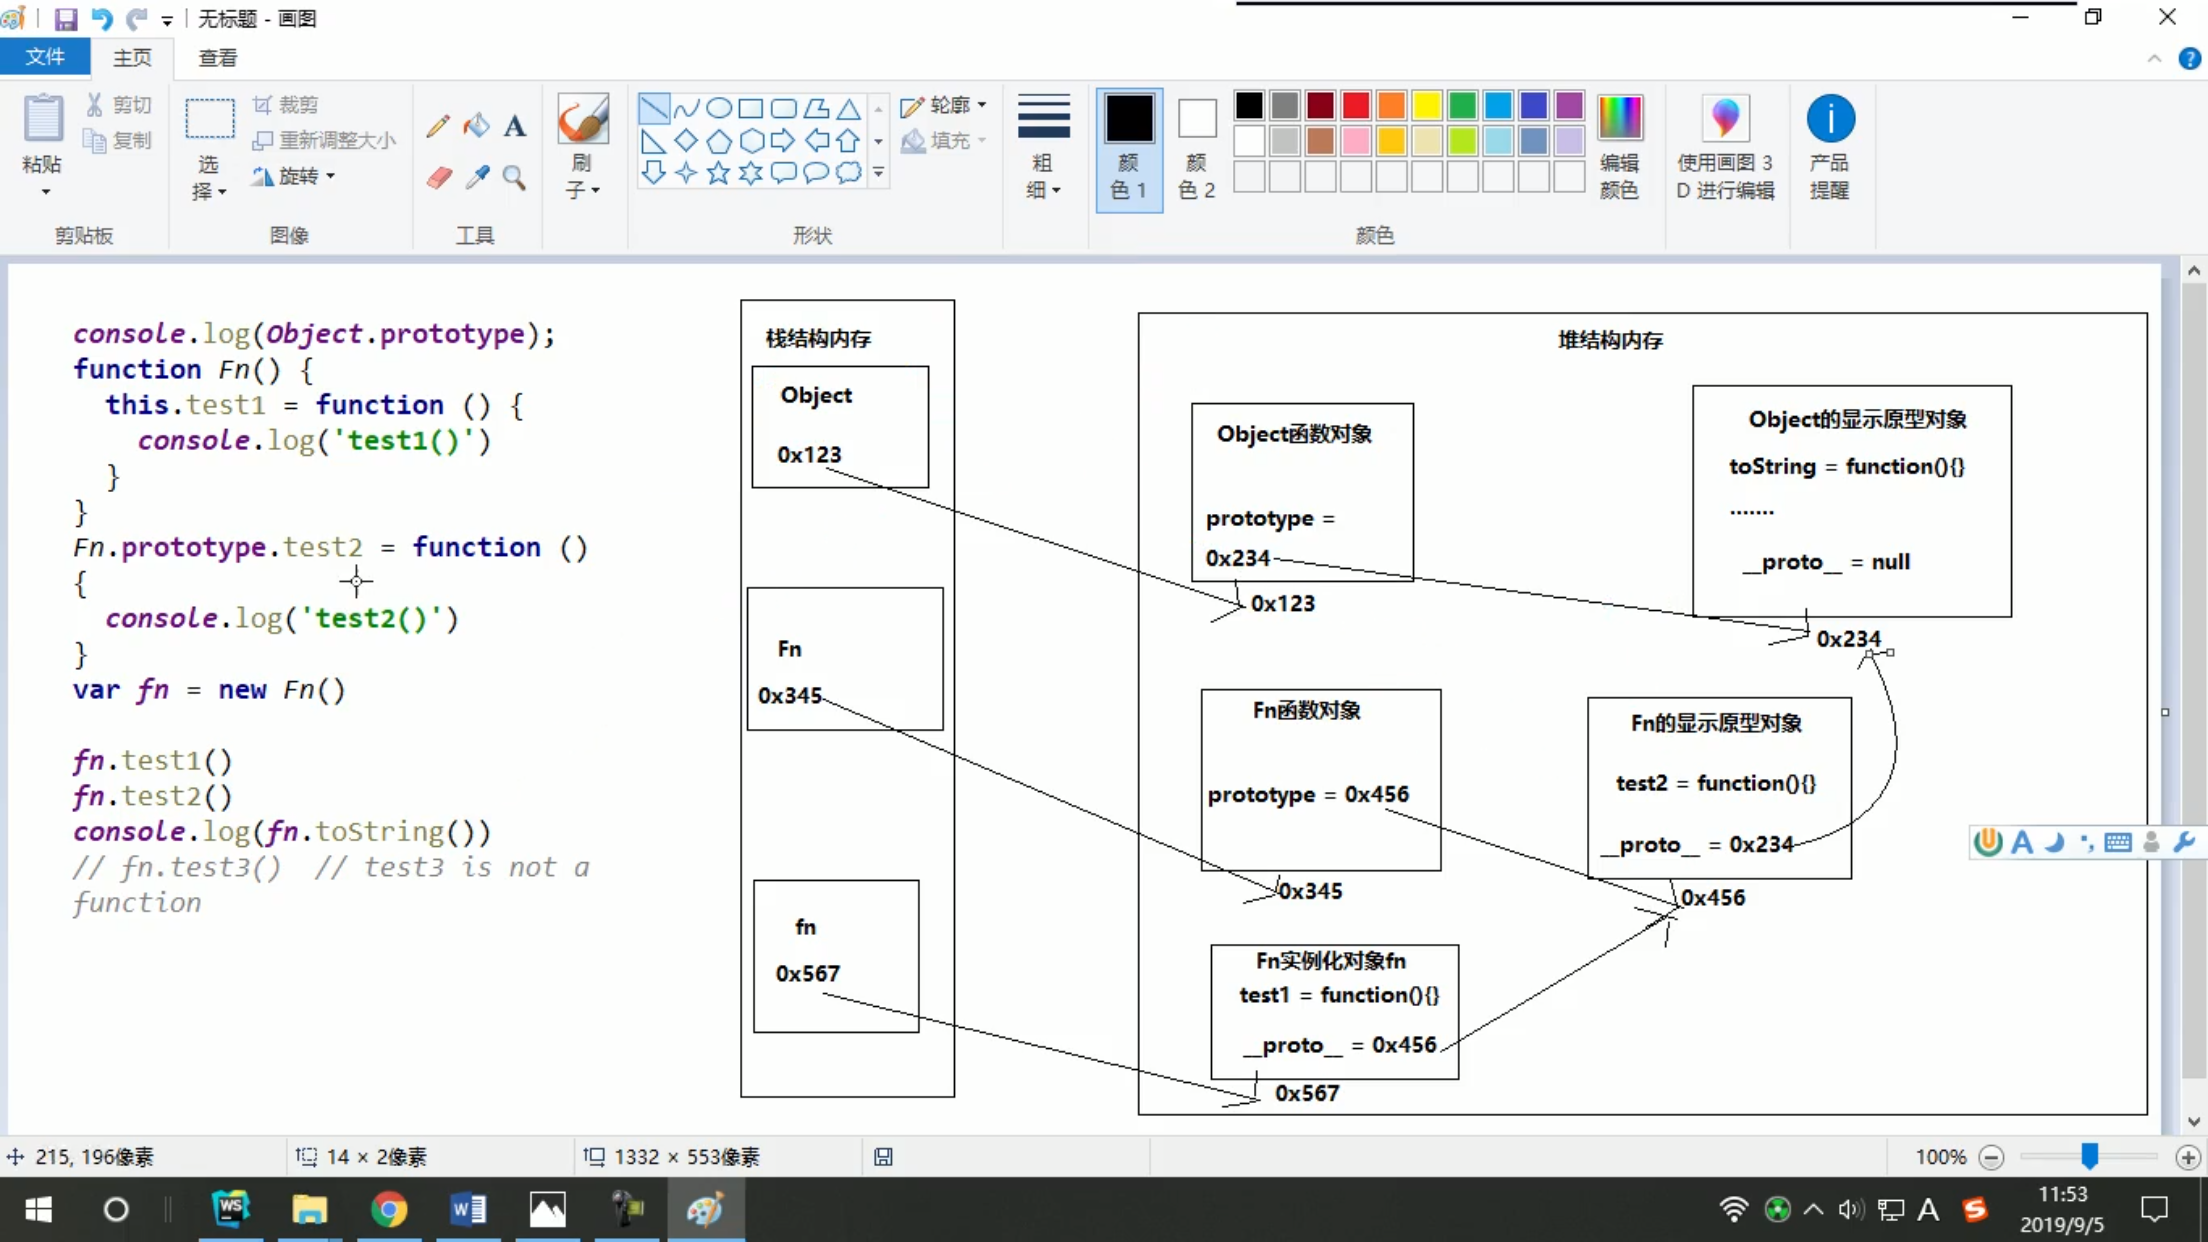 无标题 - 画图
文件
主页
查看
粘贴
剪切
复制
剪贴板
选
择
裁剪
重新调整大小
旋转
图像
A
工具
刷
子
轮廓
填充
形状
粗
细
颜
色 1
颜
色 2
编辑
颜色
颜色
使用画图 3
D 进行编辑
产品
提醒
console.log(Object.prototype);
function Fn() {
this.test1 = function () {
console.log('test1()')
}
}
Fn.prototype.test2 = function ()
{
console.log('test2()')
}
var fn = new Fn()
fn.test1()
fn.test2()
console.log(fn.toString())
// fn.test3()  // test3 is not a
function
栈结构内存
Object
0x123
Fn
0x345
fn
0x567
堆结构内存
Object函数对象
prototype =
0x234
0x123
Object的显示原型对象
toString = function(){}
.......
__proto__ = null
0x234
Fn函数对象
prototype = 0x456
0x345
Fn的显示原型对象
test2 = function(){}
__proto__ = 0x234
0x456
Fn实例化对象fn
test1 = function(){}
__proto__ = 0x456
0x567
A
215, 196像素
14 × 2像素
1332 × 553像素
100%
WS
W
A
S
11:53
2019/9/5